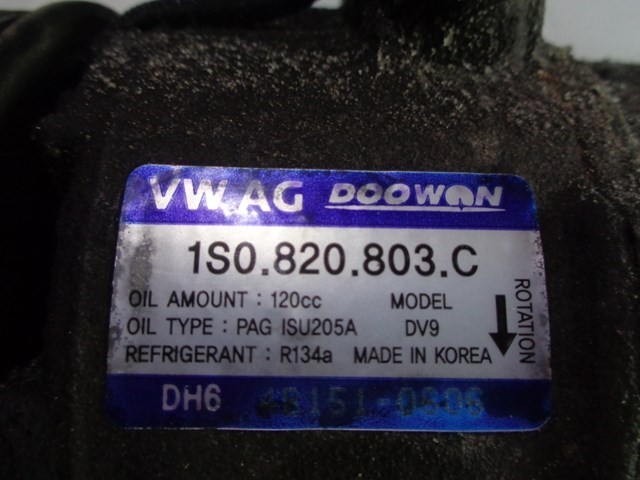 VW.AG DOOWON
1S0.820.803.C
OIL AMOUNT : 120cc MODEL
OIL TYPE : PAG ISU205A DV9
REFRIGERANT : R134a MADE IN KOREA
ROTATION
DH6